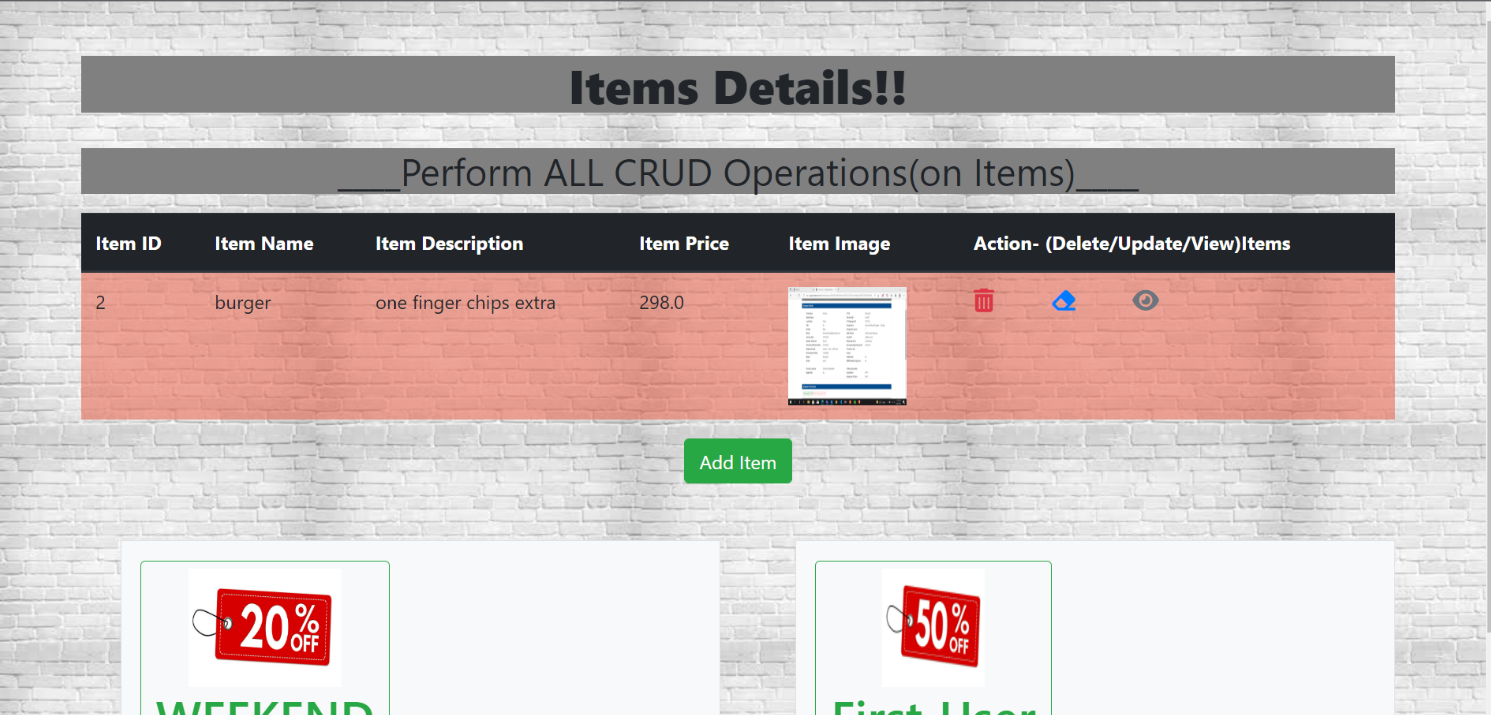 Items Details!!
____Perform ALL CRUD Operations(on Items)____
Item ID Item Name Item Description Item Price Item Image Action- (Delete/Update/View)Items
2 burger one finger chips extra 298.0
Add Item
20% OFF
50% OFF
WEEKEND
First User